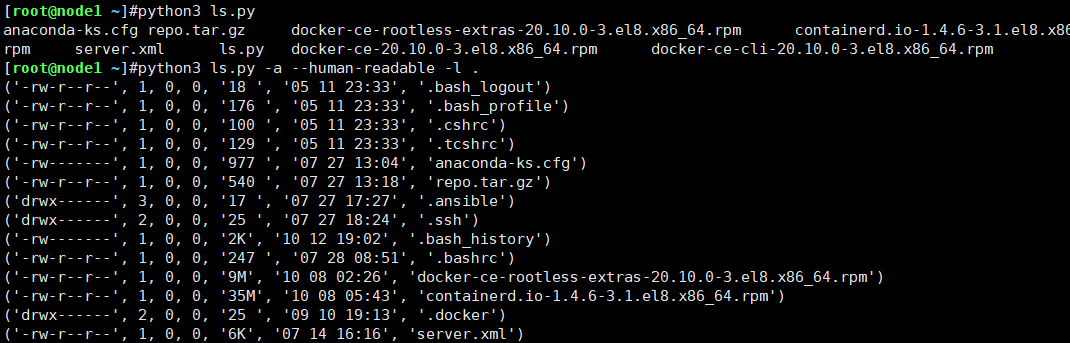 [root@node1 ~]#python3 ls.py
anaconda-ks.cfg repo.tar.gz docker-ce-rootless-extras-20.10.0-3.el8.x86_64.rpm containerd.io-1.4.6-3.1.el8.x86
rpm server.xml ls.py docker-ce-20.10.0-3.el8.x86_64.rpm docker-ce-cli-20.10.0-3.el8.x86_64.rpm
[root@node1 ~]#python3 ls.py -a --human-readable -l .
('-rw-r--r--', 1, 0, 0, '18 ', '05 11 23:33', '.bash_logout')
('-rw-r--r--', 1, 0, 0, '176 ', '05 11 23:33', '.bash_profile')
('-rw-r--r--', 1, 0, 0, '100 ', '05 11 23:33', '.cshrc')
('-rw-r--r--', 1, 0, 0, '129 ', '05 11 23:33', '.tcshrc')
('-rw-------', 1, 0, 0, '977 ', '07 27 13:04', 'anaconda-ks.cfg')
('-rw-r--r--', 1, 0, 0, '540 ', '07 27 13:18', 'repo.tar.gz')
('drwx------', 3, 0, 0, '17 ', '07 27 17:27', '.ansible')
('drwx------', 2, 0, 0, '25 ', '07 27 18:24', '.ssh')
('-rw-------', 1, 0, 0, '2K', '10 12 19:02', '.bash_history')
('-rw-r--r--', 1, 0, 0, '247 ', '07 28 08:51', '.bashrc')
('-rw-r--r--', 1, 0, 0, '9M', '10 08 02:26', 'docker-ce-rootless-extras-20.10.0-3.el8.x86_64.rpm')
('-rw-r--r--', 1, 0, 0, '35M', '10 08 05:43', 'containerd.io-1.4.6-3.1.el8.x86_64.rpm')
('drwx------', 2, 0, 0, '25 ', '09 10 19:13', '.docker')
('-rw-r--r--', 1, 0, 0, '6K', '07 14 16:16', 'server.xml')